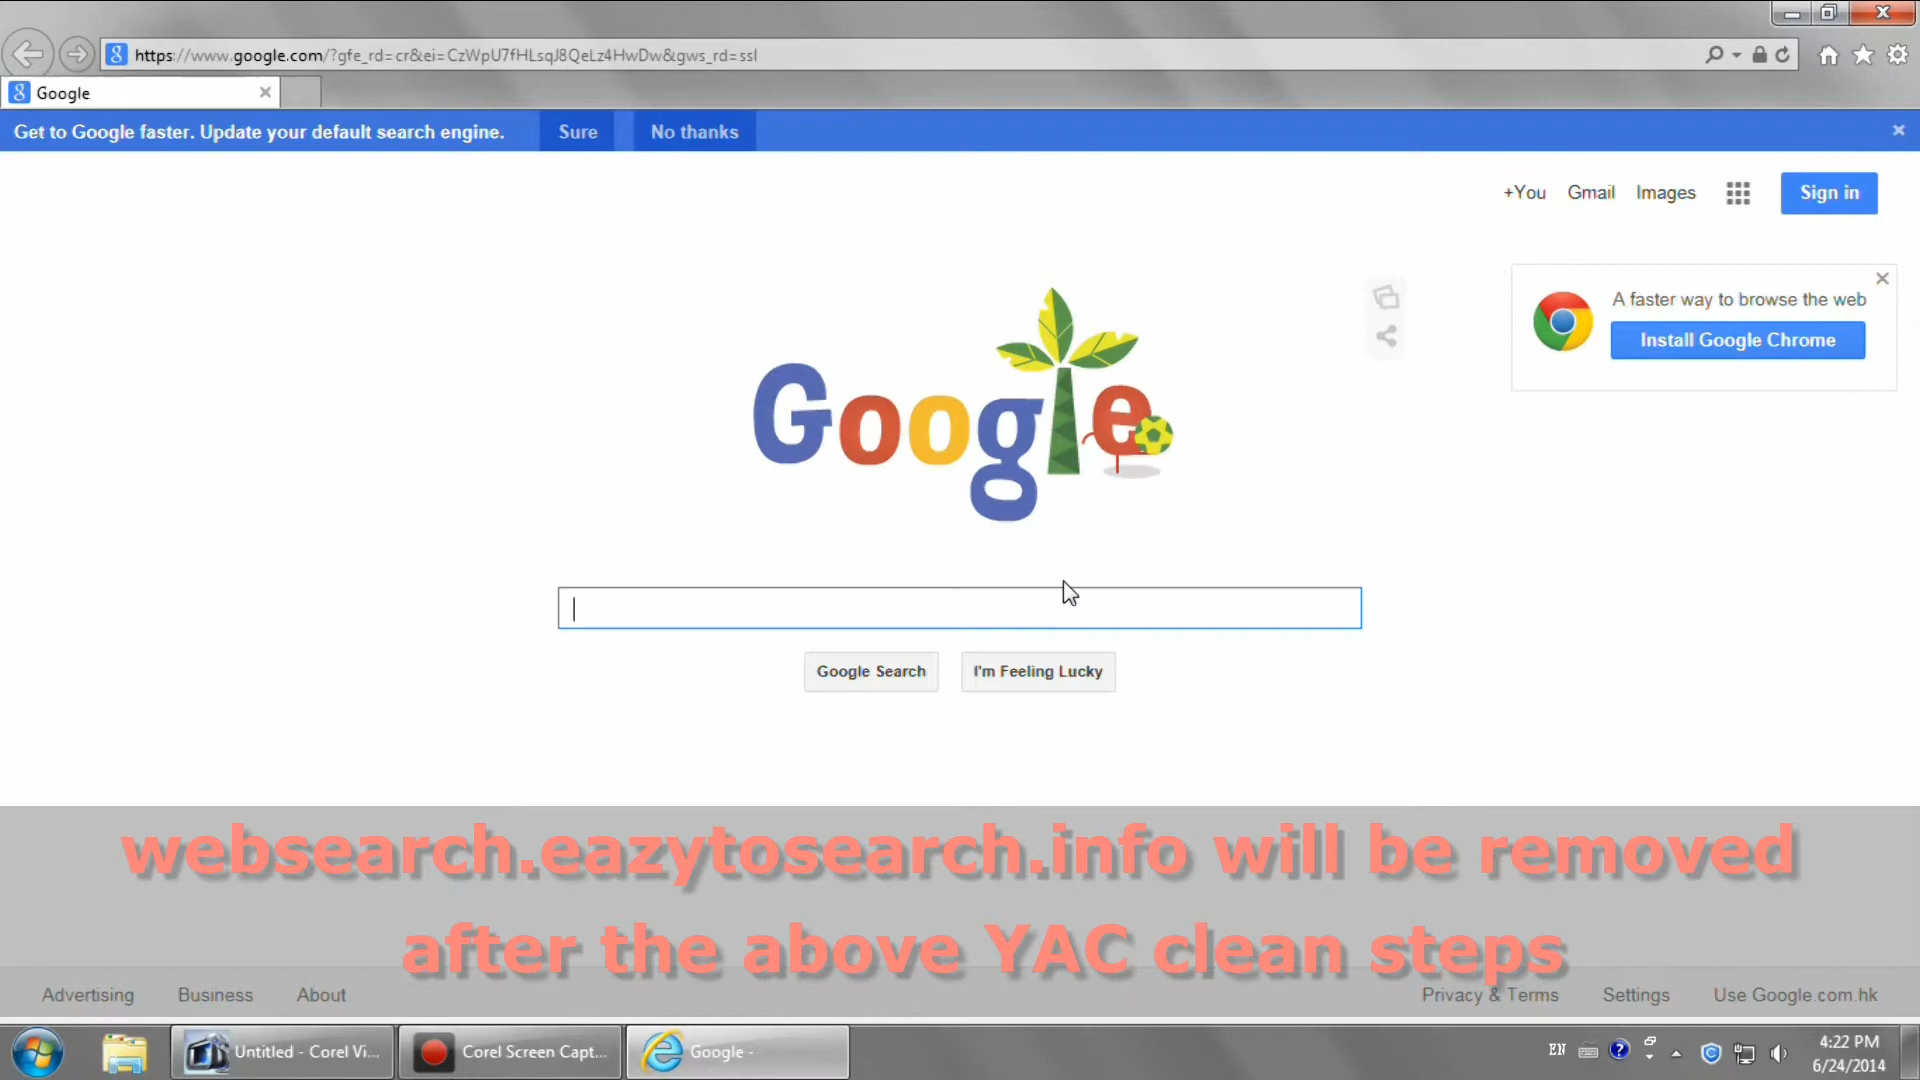 https://www.google.com/?gfe_rd=cr&ei=CzWpU7fHLsqJ8QeLz4HwDw&gws_rd=ssl
Google
Get to Google faster. Update your default search engine. Sure No thanks
+You Gmail Images Sign in
A faster way to browse the web
Install Google Chrome
Google
Google Search I'm Feeling Lucky
websearch.eazytosearch.info will be removed
after the above YAC clean steps
Advertising Business About Privacy & Terms Settings Use Google.com.hk
Untitled - Corel Vi... Corel Screen Capt... Google - EN 4:22 PM
6/24/2014